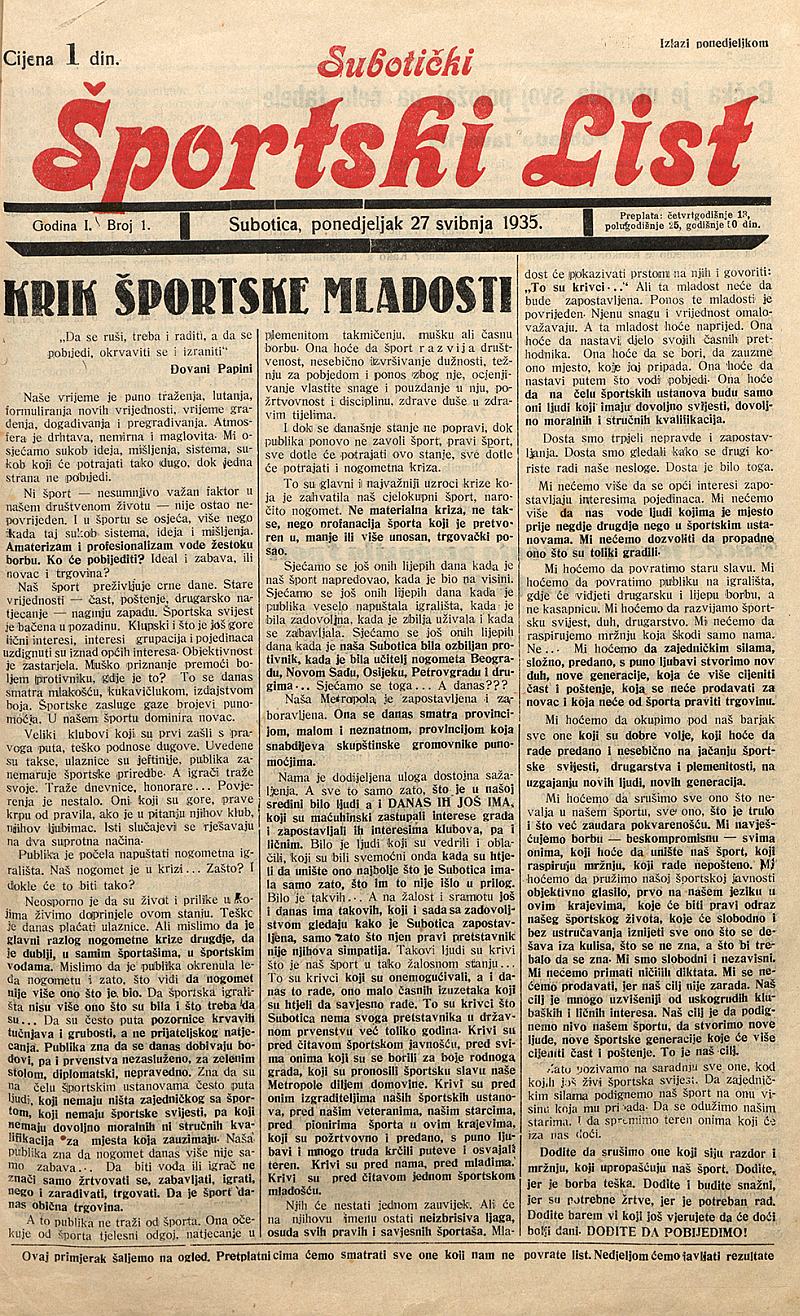 Cijena 1 din.
Izlazi ponedjeljkom
Subotički
Športski List
Godina I. Broj 1.
Subotica, ponedjeljak 27 svibnja 1935.
Preplata: četvrtgodišnje 13,
polugodišnje 25, godišnje 50 din.
KRIK ŠPORTSKE MLADOSTI
„Da se ruši, treba i raditi, a da se
pobijedi, okrvaviti se i izraniti“
Đovani Papini
Naše vrijeme je puno traženja, lutanja,
formuliranja novih vrijednosti, vrijeme gra-
đenja, događivanja i pregrađivanja. Atmos-
fera je drhtava, nemirna i maglovita. Mi o-
sjećamo sukob ideja, mišljenja, sistema, su-
kob koji će potrajati tako dugo, dok jedna
strana ne pobijedi.
Ni šport — nesumnjivo važan faktor u
našem društvenom životu — nije ostao ne-
povrijeđen. I u športu se osjeća, više nego
ikada taj sukob sistema, ideja i mišljenja.
Amaterizam i profesionalizam vode žestoku
borbu. Ko će pobijediti? Ideal i zabava, ili
novac i trgovina?
Naš šport preživljuje crne dane. Stare
vrijednosti — čast, poštenje, drugarsko na-
tjecanje — naginju zapadu. Športska svijest
je bačena u pozadinu. Klupski i što je još gore
lični interesi, interesi grupacija i pojedinaca
uzdignuti su iznad općih interesa. Objektivnost
je zastarjela. Muško priznanje premoći bo-
ljem protivniku, gdje je to? To se danas
smatra mlakošću, kukavičlukom, izdajstvom
boja. Športske zasluge gaze brojevi puno-
moćja. U našem športu dominira novac.
Veliki klubovi koji su prvi zašli s pra-
voga puta, teško podnose dugove. Uvedene
su takse, ulaznice su jeftinije, publika za-
nemaruje športske priredbe. A igrači traže
svoje. Traže dnevnice, honorare... Povje-
renja je nestalo. Oni koji su gore, prave
krpu od pravila, ako je u pitanju njihov klub,
njihov ljubimac. Isti slučajevi se rješavaju
na dva suprotna načina.
Publika je počela napuštati nogometna ig-
rališta. Naš nogomet je u krizi... Zašto? I
dokle će to biti tako?
Neosporno je da su život i prilike u ko-
jima živimo doprinjele ovom stanju. Teško
je danas plaćati ulaznice. Ali mislimo da je
glavni razlog nogometne krize drugdje, da
je dublji, u samim športašima, u športskim
vodama. Mislimo da je publika okrenula le-
đa nogometu i zato, što vidi da nogomet
nije više ono što je bio. Da športska igrali-
šta nisu više ono što su bila i što treba da
su... Da su često puta pozornice krvavih
tučnjava i grubosti, a ne prijateljskog natje-
canja. Publika zna da se danas dobivaju bo-
dovi, pa i prvenstva nezasluženo, za zelenim
stolom, diplomatski, nepravedno. Zna da su
na čelu športskim ustanovama često puta
ljudi, koji nemaju ništa zajedničkog sa špor-
tom, koji nemaju športske svijesti, pa koji
nemaju dovoljno moralnih ni stručnih kva-
lifikacija za mjesta koja zauzimaju. Naša
publika zna da nogomet danas više nije sa-
mo zabava... Da biti vođa ili igrač ne
znači samo žrtvovati se, zabavljati, igrati,
nego i zarađivati, trgovati. Da je šport da-
nas obična trgovina.
A to publika ne traži od športa. Ona oče-
kuje od športa tjelesni odgoj, natjecanje u
plemenitom takmičenju, mušku ali časnu
borbu. Ona hoće da šport razvija društ-
venost, nesebično izvršivanje dužnosti, tež-
nju za pobjedom i ponos zbog nje, ocjenji-
vanje vlastite snage i pouzdanje u nju, po-
žrtvovnost i disciplinu, zdrave duše u zdra-
vim tijelima.
I dok se današnje stanje ne popravi, dok
publika ponovo ne zavoli šport, pravi šport,
sve dotle će potrajati ovo stanje, sve dotle
će potrajati i nogometna kriza.
To su glavni i najvažniji uzroci krize ko-
ja je zahvatila naš cjelokupni šport, naro-
čito nogomet. Ne materialna kriza, ne tak-
se, nego profanacija športa koji je pretvo-
ren u, manje ili više unosan, trgovački po-
sao.
Sjećamo se još onih lijepih dana kada je
naš šport napredovao, kada je bio na visini.
Sjećamo se još onih lijepih dana kada je
publika veselo napuštala igrališta, kada je
bila zadovoljna, kada je zbilja uživala i kada
se zabavljala. Sjećamo se još onih lijepih
dana kada je naša Subotica bila ozbiljan pro-
tivnik, kada je bila učitelj nogometa Beogra-
du, Novom Sadu, Osijeku, Petrovgradu i dru-
gima... Sjećamo se toga... A danas???
Naša Metropola je zapostavljena i za-
boravljena. Ona se danas smatra provinci-
jom, malom i neznatnom, provincijom koja
snabdijeva skupštinske gromovnike puno-
moćjima.
Nama je dodijeljena uloga dostojna saža-
ljenja. A sve to samo zato, što je u našoj
sredini bilo ljudi a i DANAS IH JOŠ IMA,
koji su maćuhinski zastupali interese grada
i zapostavljali ih interesima klubova, pa i
ličnim. Bilo je ljudi koji su vedrili i obla-
čili, koji su bili svemoćni onda kada su htje-
li da unište ono najbolje što je Subotica ima-
la samo zato, što im to nije išlo u prilog.
Bilo je takvih... A na žalost i sramotu još
i danas ima takovih, koji i sada sa zadovolj-
stvom gledaju kako je Subotica zapostav-
ljena, samo zato što njen pravi pretstavnik
nije njihova simpatija. Takovi ljudi su krivi
što je naš šport u tako žalosnom stanju...
To su krivci koji su onemogućivali, a i da-
nas to rade, ono malo časnih izuzetaka koji
su htjeli da savjesno rade. To su krivci što
Subotica nema svoga pretstavnika u držav-
nom prvenstvu već toliko godina. Krivi su
pred čitavom športskom javnošću, pred svi-
ma onima koji su se borili za boje rodnoga
grada, koji su pronosili športsku slavu naše
Metropole diljem domovine. Krivi su pred
onim izgraditeljima naših športskih ustano-
va, pred našim veteranima, našim starcima,
pred pionirima športa u ovim krajevima,
koji su požrtvovno i predano, s puno lju-
bavi i mnogo truda krčili puteve i osvajali
teren. Krivi su pred nama, pred mladima.
Krivi su pred čitavom jednom športskom
mladošću.
Njih će nestati jednom zauvijek. Ali će
na njihovu imenu ostati neizbrisiva ljaga,
osuda svih pravih i savjesnih športaša. Mla-
dost će pokazivati prstom na njih i govoriti:
„To su krivci...“ Ali ta mladost neće da
bude zapostavljena. Ponos te mladosti je
povrijeđen. Njenu snagu i vrijednost omalo-
važavaju. A ta mladost hoće naprijed. Ona
hoće da nastavi djelo svojih časnih pret-
hodnika. Ona hoće da se bori, da zauzme
ono mjesto, koje joj pripada. Ona hoće da
nastavi putem što vodi pobjedi. Ona hoće
da na čelu športskih ustanova budu samo
oni ljudi koji imaju dovoljno svijesti, dovolj-
no moralnih i stručnih kvalifikacija.
Dosta smo trpjeli nepravde i zapostav-
ljanja. Dosta smo gledali kako se drugi ko-
riste radi naše nesloge. Dosta je bilo toga.
Mi nećemo više da se opći interesi zapo-
stavljaju interesima pojedinaca. Mi nećemo
više da nas vode ljudi kojima je mjesto
prije negdje drugdje nego u športskim usta-
novama. Mi nećemo dozvoliti da propadne
ono što su toliki gradili.
Mi hoćemo da povratimo staru slavu. Mi
hoćemo da povratimo publiku na igrališta,
gdje će vidjeti drugarsku i lijepu borbu, a
ne kasapnicu. Mi hoćemo da razvijamo šport-
sku svijest, duh, drugarstvo. Mi nećemo da
raspirujemo mržnju koja škodi samo nama.
Ne... Mi hoćemo da zajedničkim silama,
složno, predano, s puno ljubavi stvorimo nov
duh, nove generacije, koja će više cijeniti
čast i poštenje, koja se neće prodavati za
novac i koja neće od športa praviti trgovinu.
Mi hoćemo da okupimo pod naš barjak
sve one koji su dobre volje, koji hoće da
rade predano i nesebično na jačanju šport-
ske svijesti, drugarstva i plemenitosti, na
uzgajanju novih ljudi, novih generacija.
Mi hoćemo da srušimo sve ono što ne-
valja u našem športu, sve ono, što je trulo
i što već zaudara pokvarenošću. Mi navješ-
ćujemo borbu — beskompromisnu — svima
onima, koji hoće da unište naš šport, koji
raspiruju mržnju, koji rade nepošteno. Mi
hoćemo da pružimo našoj športskoj javnosti
objektivno glasilo, prvo na našem jeziku u
ovim krajevima, koje će biti pravi odraz
našeg športskog života, koje će slobodno i
bez ustručavanja iznijeti sve ono što se de-
šava iza kulisa, što se ne zna, a što bi tre-
balo da se zna. Mi smo slobodni i nezavisni.
Mi nećemo primati ničiih diktata. Mi se ne-
ćemo prodavati, jer naš cilj nije zarada. Naš
cilj je mnogo uzvišeniji od uskogrudih klu-
baških i ličnih interesa. Naš cilj je da podig-
nemo nivo našem športu, da stvorimo nove
ljude, nove športske generacije koje će više
cijeniti čast i poštenje. To je naš cilj.
Zato pozivamo na saradnju sve one, kod
kojih još živi športska svijest. Da zajednič-
kim silama podignemo naš šport na onu vi-
sinu koja mu pripada. Da se odužimo našim
starima. I da spremimo teren onima koji će
iza nas doći.
Dođite da srušimo one koji siju razdor i
mržnju, koji upropašćuju naš šport. Dođite,
jer je borba teška. Dođite i budite snažni,
jer su potrebne žrtve, jer je potreban rad.
Dođite barem vi koji još vjerujete da će doći
bolji dani. DOĐITE DA POBIJEDIMO!
Ovaj primjerak šaljemo na ogled. Pretplatnicima ćemo smatrati sve one koji nam ne povrate list. Nedjeljom ćemo javljati rezultate